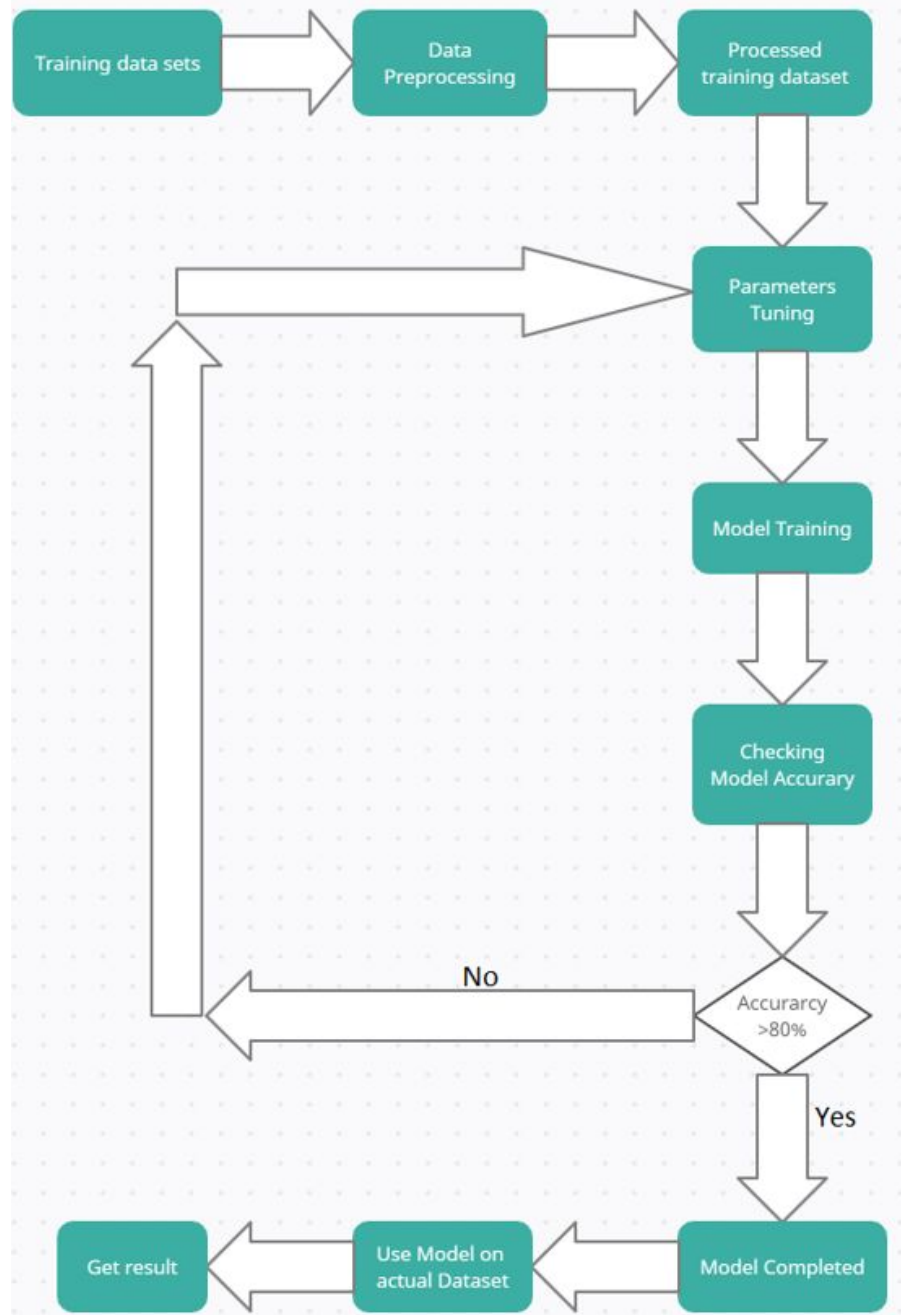 Training data sets
Data
Preprocessing
Processed
training dataset
Parameters
Tuning
Model Training
Checking
Model Accurary
Accurarcy
>80%
No
Yes
Model Completed
Use Model on
actual Dataset
Get result